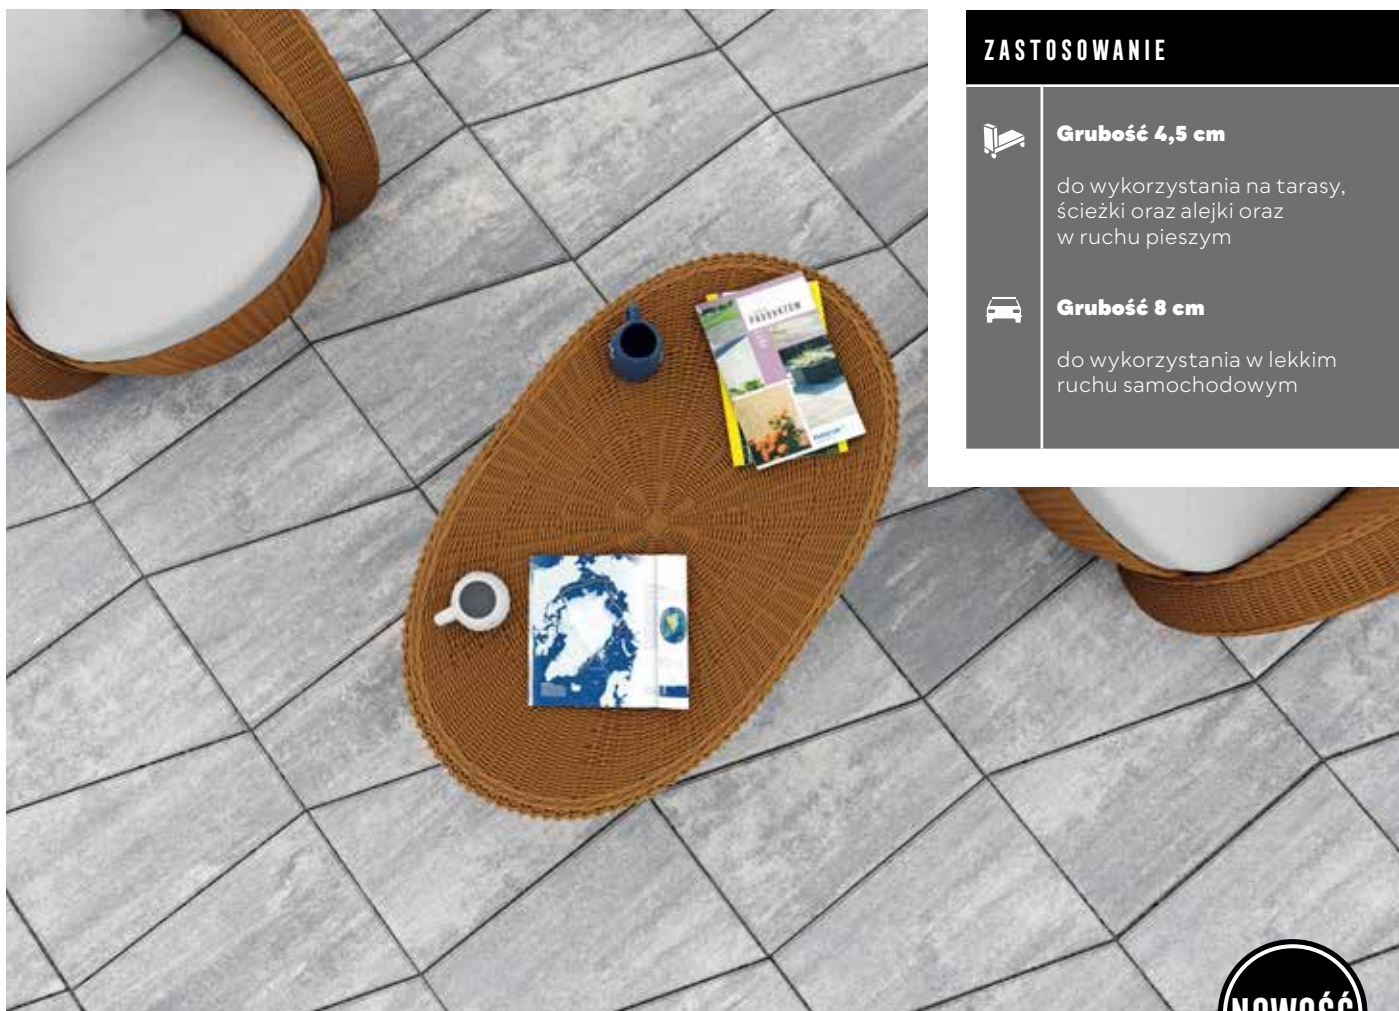 ZASTOSOWANIE
Grubość 4,5 cm
do wykorzystania na tarasy,
ścieżki oraz alejki oraz
w ruchu pieszym
Grubość 8 cm
do wykorzystania w lekkim
ruchu samochodowym
PRODUKTÓW
NOWOŚĆ